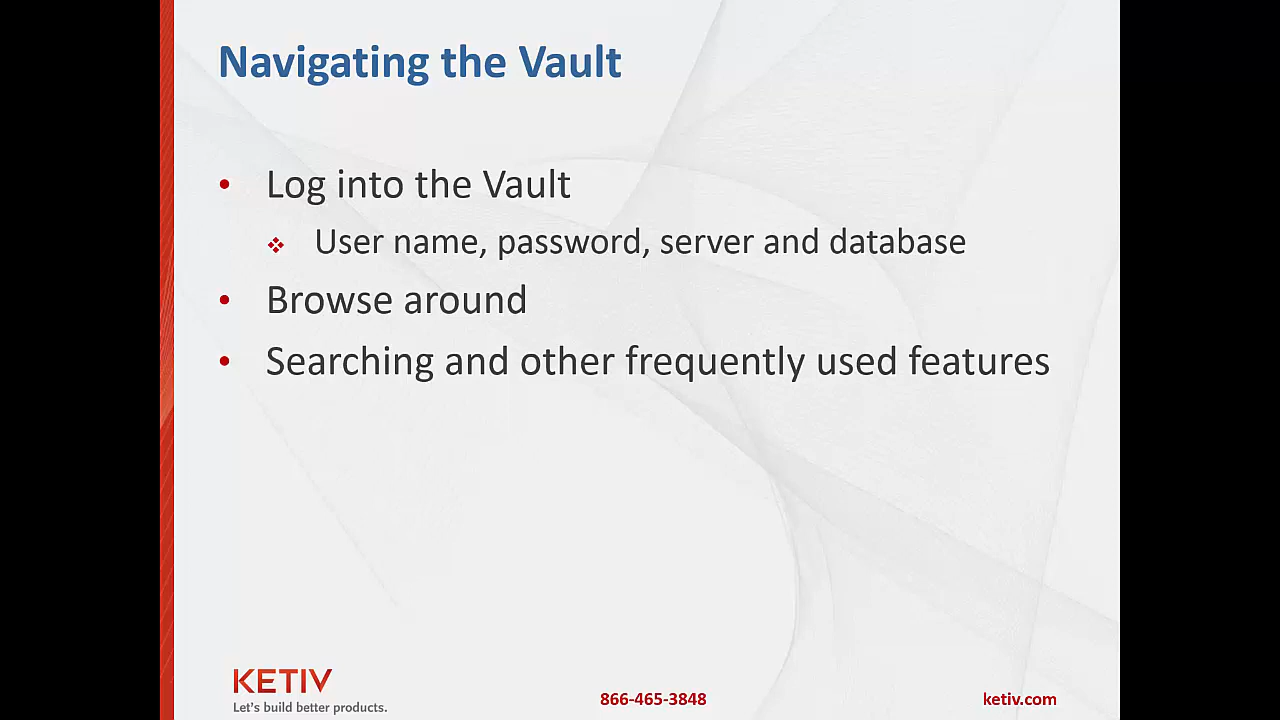 Navigating the Vault
• Log into the Vault
❖ User name, password, server and database
• Browse around
• Searching and other frequently used features
KETIV
Let's build better products.
866-465-3848
ketiv.com